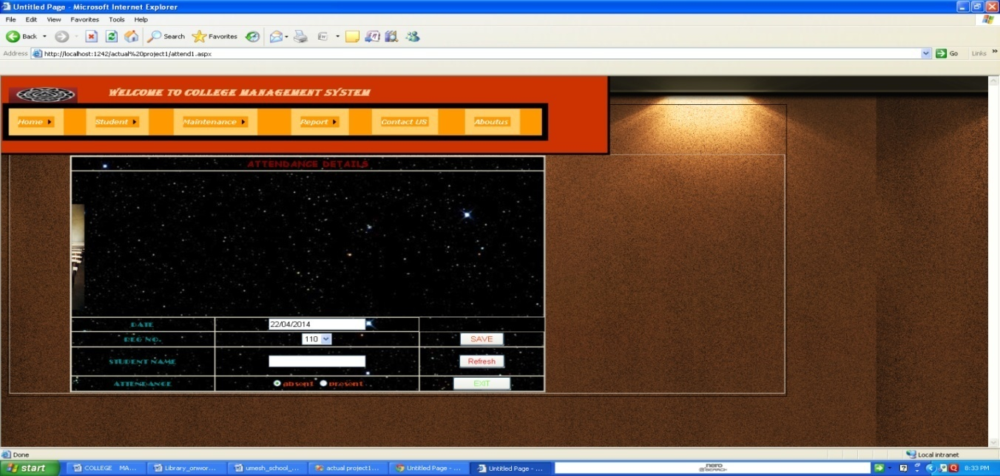 Untitled Page - Microsoft Internet Explorer
File Edit View Favorites Tools Help
Back Search Favorites
Address http://localhost:1242/actual%20project1/attend1.aspx Go Links »
WELCOME TO COLLEGE MANAGEMENT SYSTEM
Home Student Maintenance Report Contact US Aboutus
ATTENDANCE DETAILS
DATE 22/04/2014
REG NO. 110 SAVE
STUDENT NAME Refresh
ATTENDANCE absent present EXIT
Done Local intranet
start COLLEGE MA... Library_onwor... umesh_school_... actual project1... Untitled Page - ... Untitled Page - ... nero SEARCH 8:33 PM